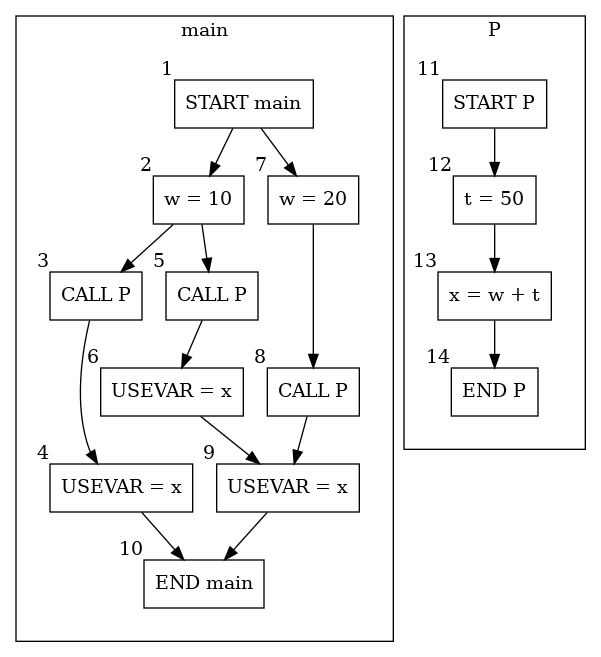 main
1
START main
2
w = 10
7
w = 20
3
CALL P
5
CALL P
6
USEVAR = x
8
CALL P
4
USEVAR = x
9
USEVAR = x
10
END main
P
11
START P
12
t = 50
13
x = w + t
14
END P